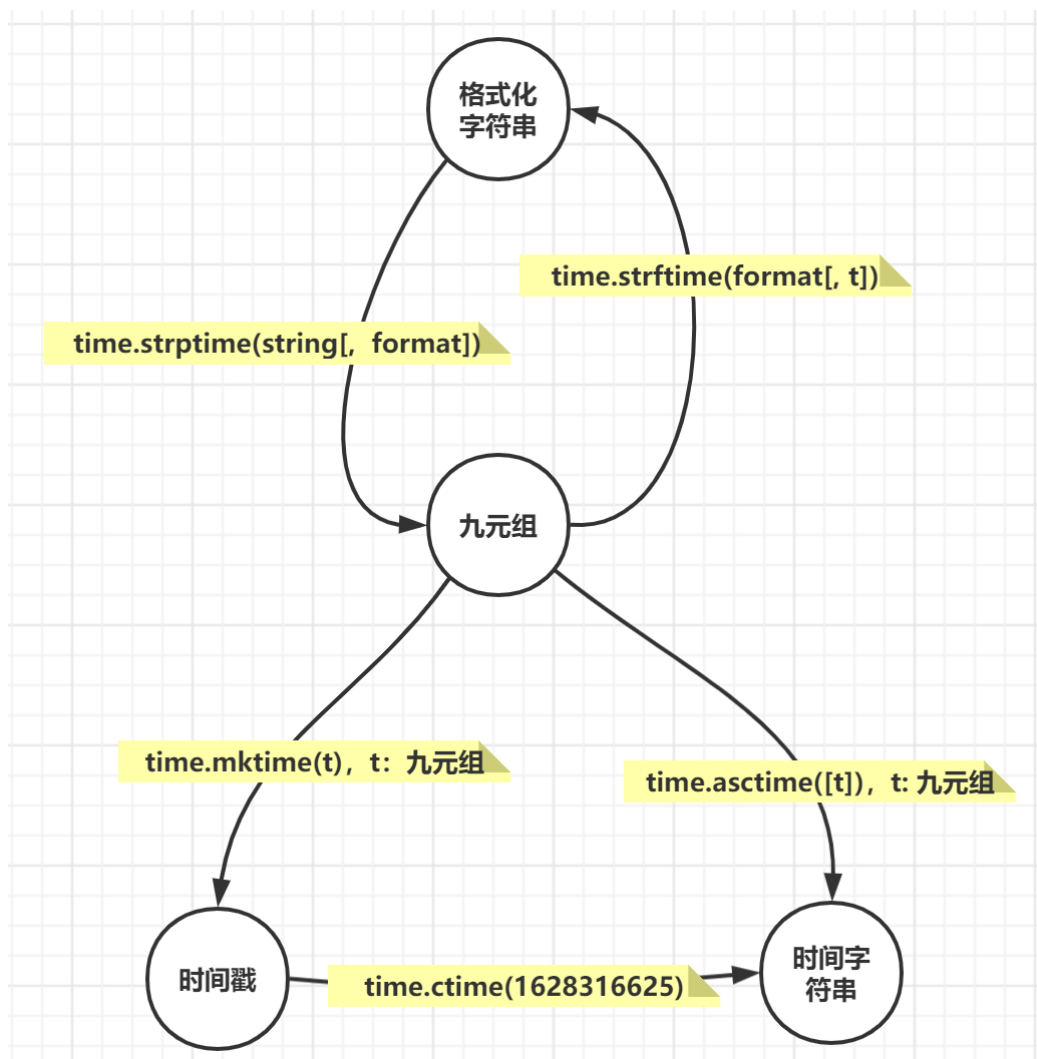 格式化
字符串
time.strftime(format[, t])
time.strptime(string[,  format])
九元组
time.mktime(t)，t：九元组
time.asctime([t])，t: 九元组
时间戳
time.ctime(1628316625)
时间字
符串